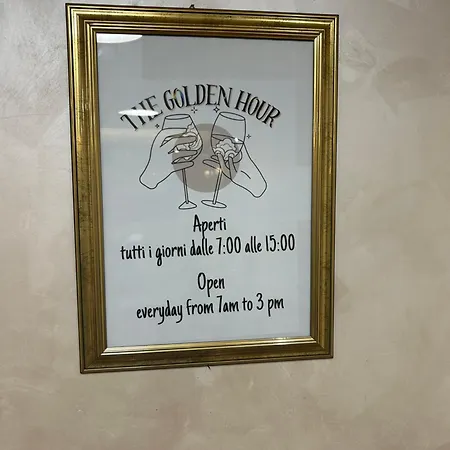 THE GOLDEN HOUR
Aperti
tutti i giorni dalle 7:00 alle 15:00
Open
everyday from 7am to 3 pm